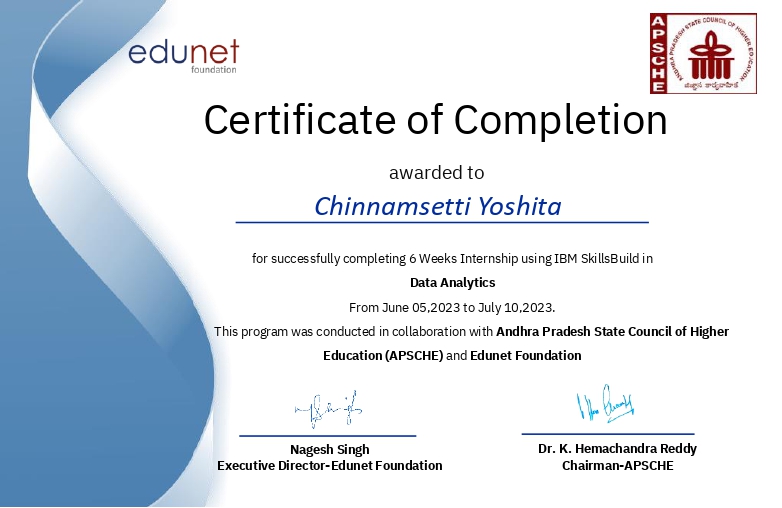 edunet
foundation
APSCHE
ANDHRA PRADESH STATE COUNCIL OF HIGHER EDUCATION
Certificate of Completion
awarded to
Chinnamsetti Yoshita
for successfully completing 6 Weeks Internship using IBM SkillsBuild in
Data Analytics
From June 05,2023 to July 10,2023.
This program was conducted in collaboration with Andhra Pradesh State Council of Higher
Education (APSCHE) and Edunet Foundation
Nagesh Singh
Executive Director-Edunet Foundation
Dr. K. Hemachandra Reddy
Chairman-APSCHE